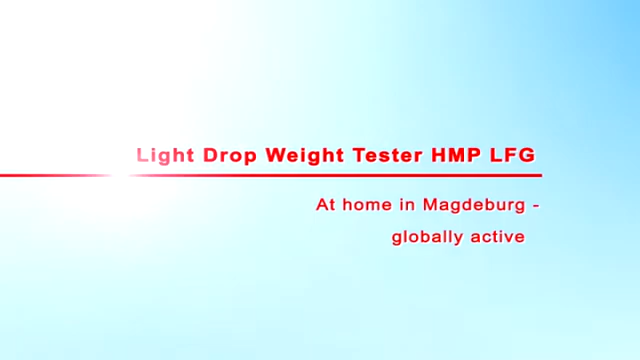 Light Drop Weight Tester HMP LFG
At home in Magdeburg -
globally active